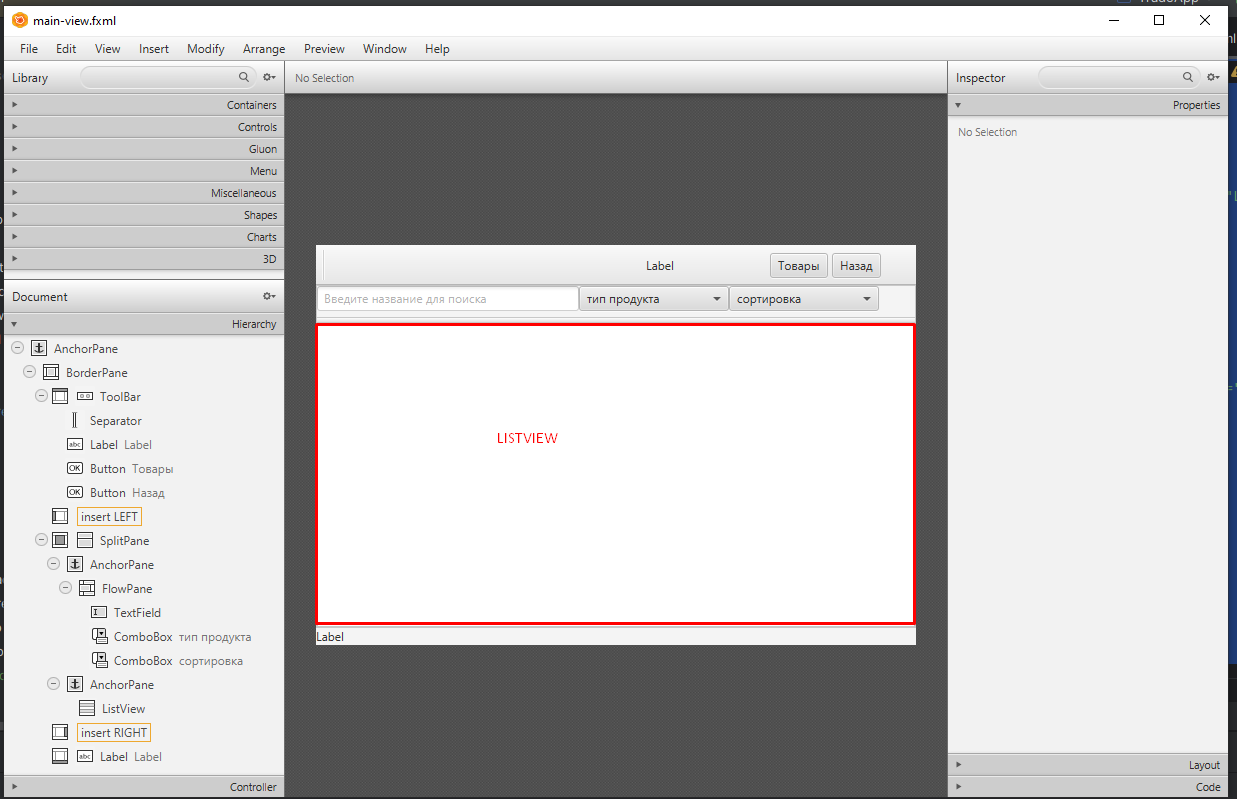 TradeApp
main-view.fxml
File Edit View Insert Modify Arrange Preview Window Help
Library
No Selection
Inspector
Containers
Controls
Gluon
Menu
Miscellaneous
Shapes
Charts
3D
Properties
No Selection
Document
Hierarchy
AnchorPane
BorderPane
ToolBar
Separator
Label Label
Button Товары
Button Назад
insert LEFT
SplitPane
AnchorPane
FlowPane
TextField
ComboBox тип продукта
ComboBox сортировка
AnchorPane
ListView
insert RIGHT
Label Label
Controller
Label Товары Назад
Введите название для поиска тип продукта сортировка
LISTVIEW
Label
Layout
Code